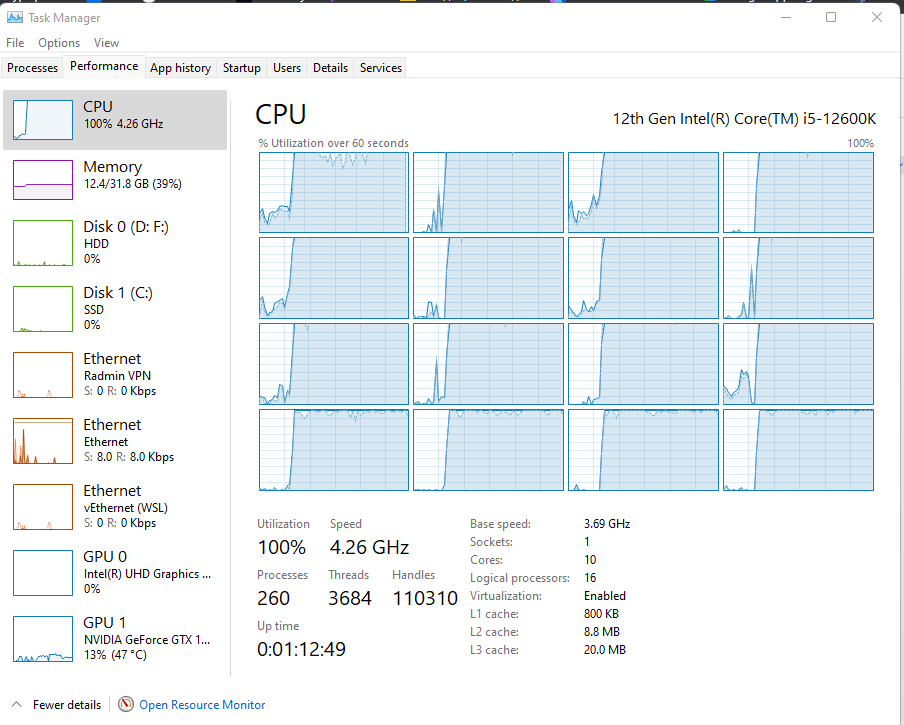 Task Manager
File Options View
Processes Performance App history Startup Users Details Services
CPU
100% 4.26 GHz
Memory
12.4/31.8 GB (39%)
Disk 0 (D: F:)
HDD
0%
Disk 1 (C:)
SSD
0%
Ethernet
Radmin VPN
S: 0 R: 0 Kbps
Ethernet
Ethernet
S: 8.0 R: 8.0 Kbps
Ethernet
vEthernet (WSL)
S: 0 R: 0 Kbps
GPU 0
Intel(R) UHD Graphics ...
0%
GPU 1
NVIDIA GeForce GTX 1...
13% (47 °C)
CPU
12th Gen Intel(R) Core(TM) i5-12600K
% Utilization over 60 seconds
100%
Utilization Speed
100% 4.26 GHz
Processes Threads Handles
260 3684 110310
Up time
0:01:12:49
Base speed: 3.69 GHz
Sockets: 1
Cores: 10
Logical processors: 16
Virtualization: Enabled
L1 cache: 800 KB
L2 cache: 8.8 MB
L3 cache: 20.0 MB
Fewer details
Open Resource Monitor